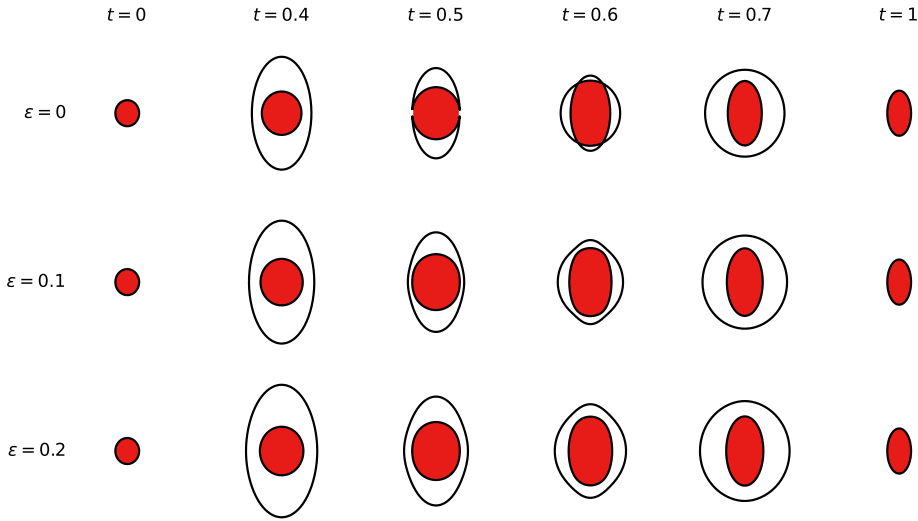 t = 0 t = 0.4 t = 0.5 t = 0.6 t = 0.7 t = 1
ε = 0
ε = 0.1
ε = 0.2